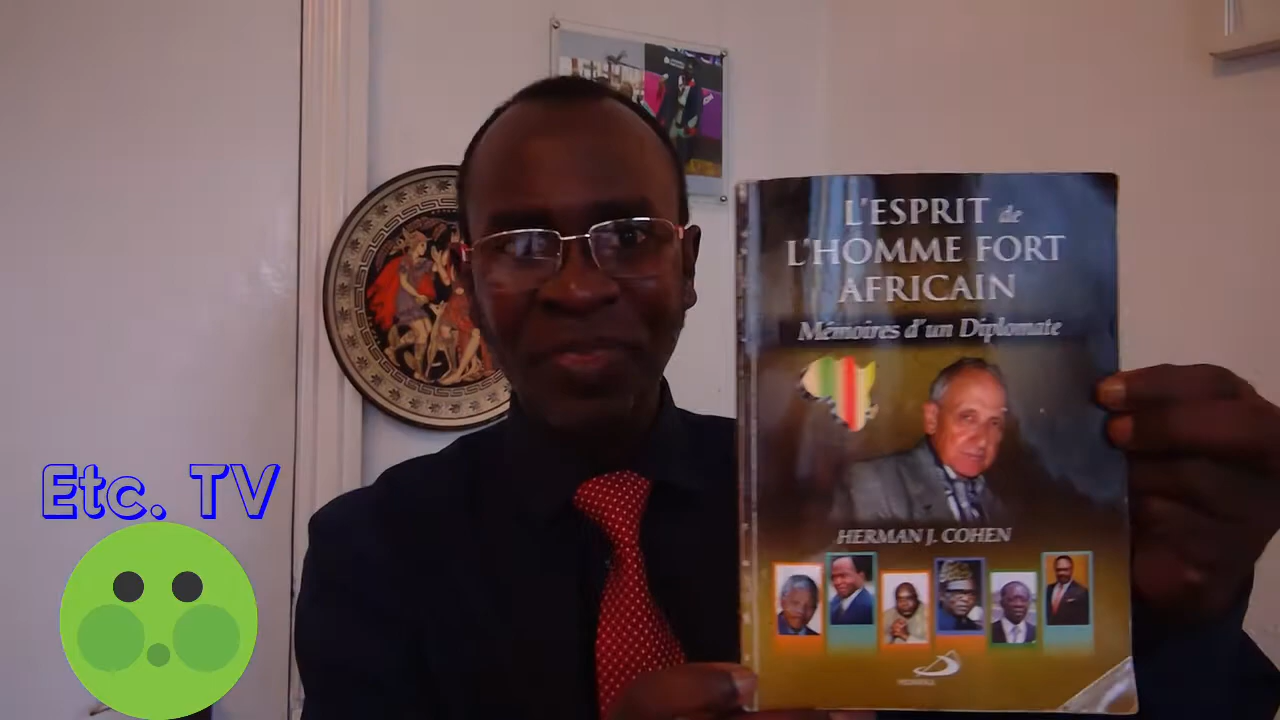 Etc. TV
L'ESPRIT de
L'HOMME FORT
AFRICAIN
Mémoires d'un Diplomate
HERMAN J. COHEN